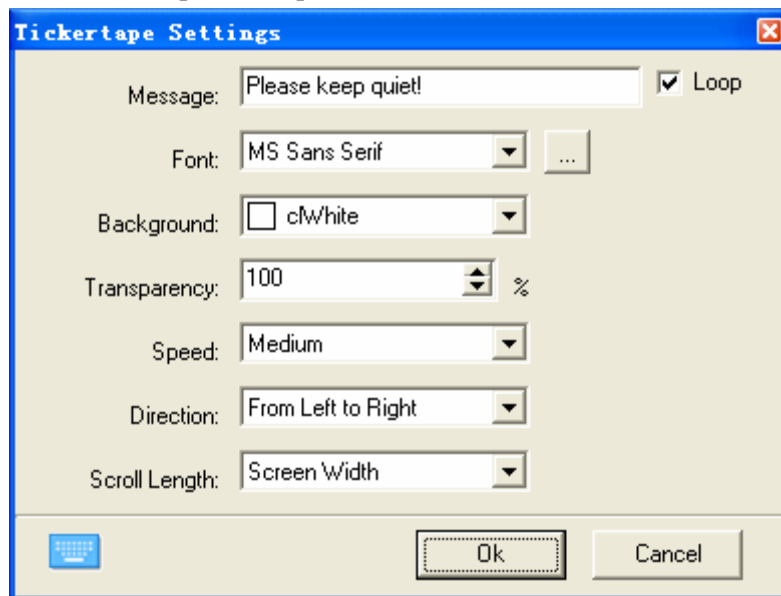 Tickertape Settings
Message: Please keep quiet! Loop
Font: MS Sans Serif ...
Background: clWhite
Transparency: 100 %
Speed: Medium
Direction: From Left to Right
Scroll Length: Screen Width
Ok Cancel